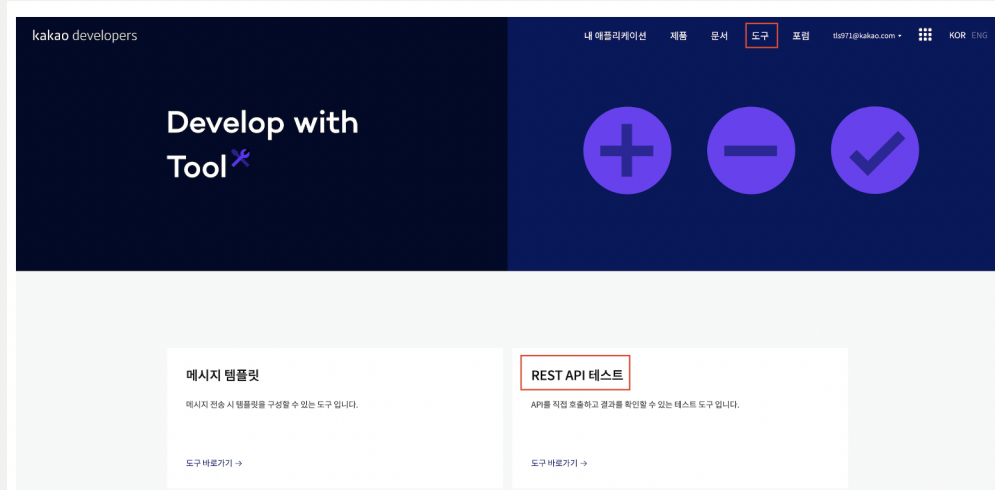 kakao developers
내 애플리케이션 제품 문서 도구 포럼 tls971@kakao.com KOR ENG
Develop with
Tool
메시지 템플릿
메시지 전송 시 템플릿을 구성할 수 있는 도구 입니다.
도구 바로가기 →
REST API 테스트
API를 직접 호출하고 결과를 확인할 수 있는 테스트 도구 입니다.
도구 바로가기 →